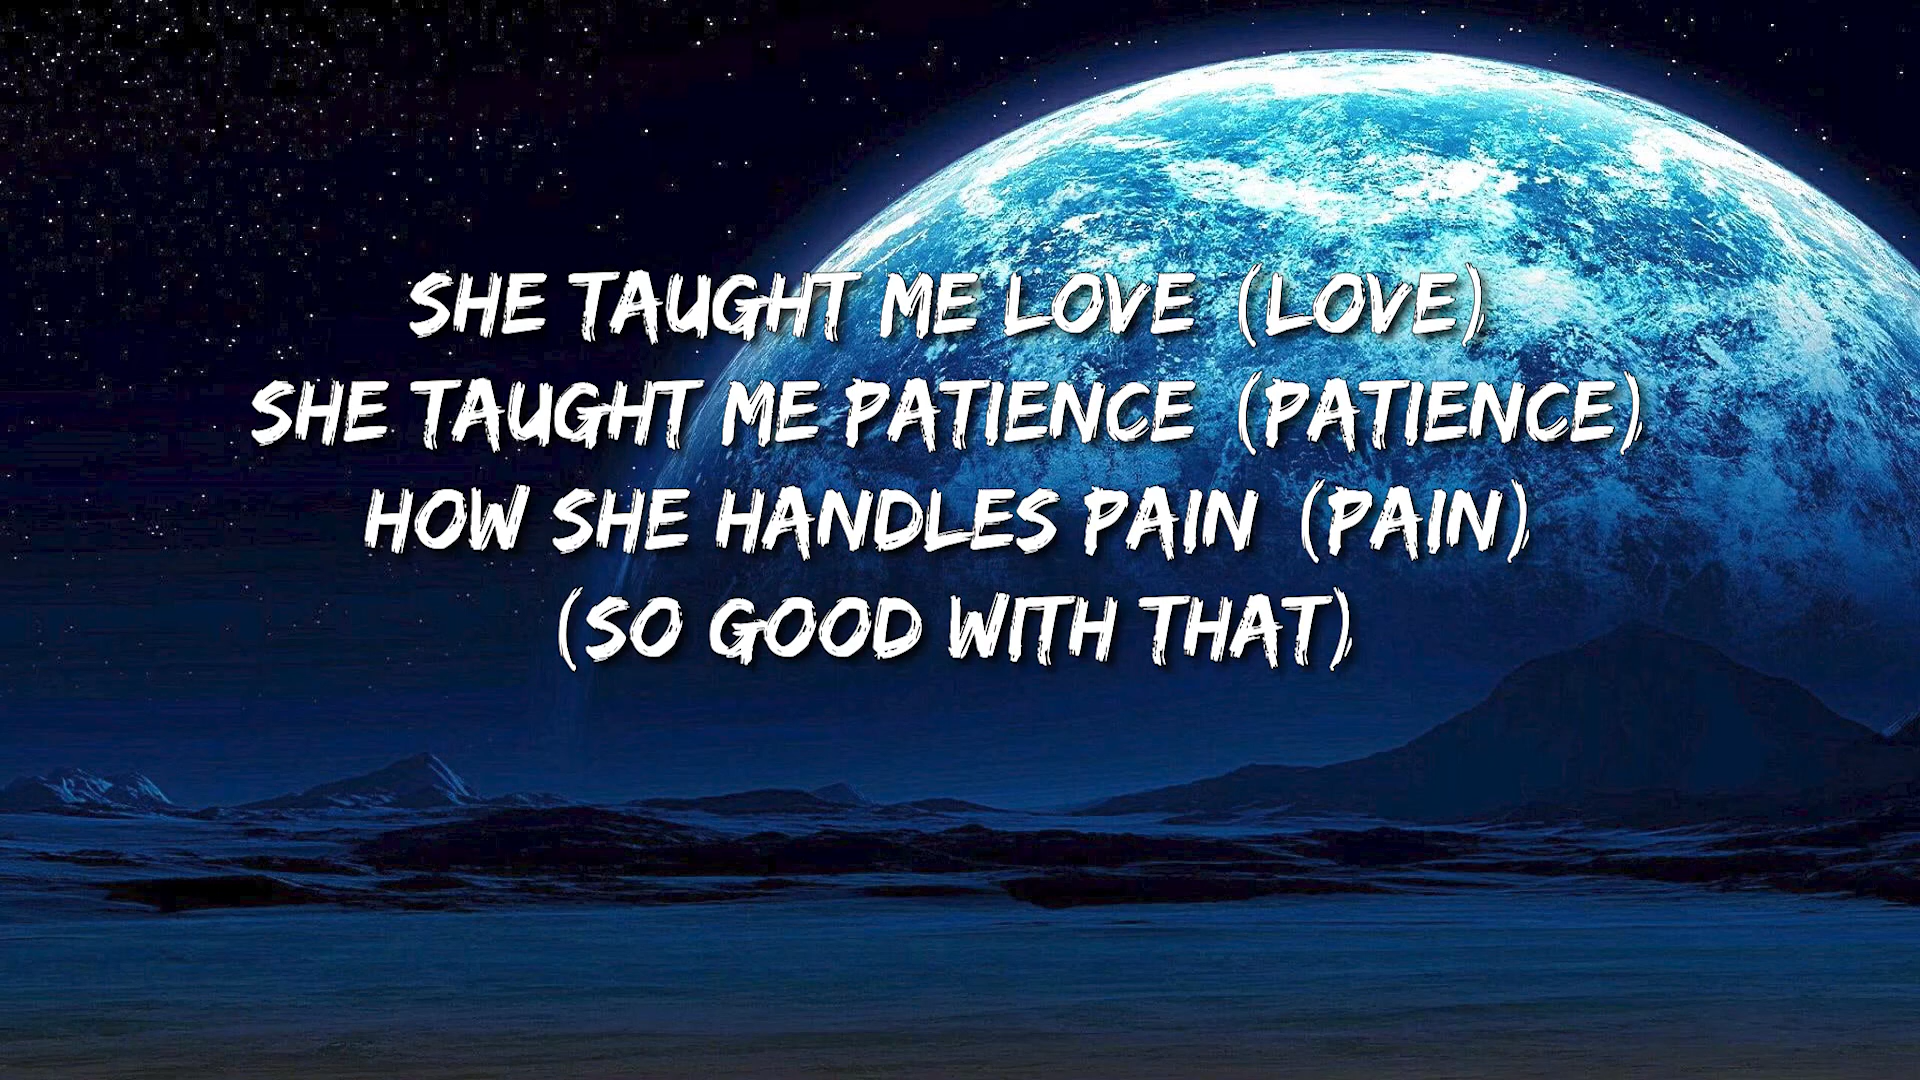 SHE TAUGHT ME LOVE (LOVE)
SHE TAUGHT ME PATIENCE (PATIENCE)
HOW SHE HANDLES PAIN (PAIN)
(SO GOOD WITH THAT)